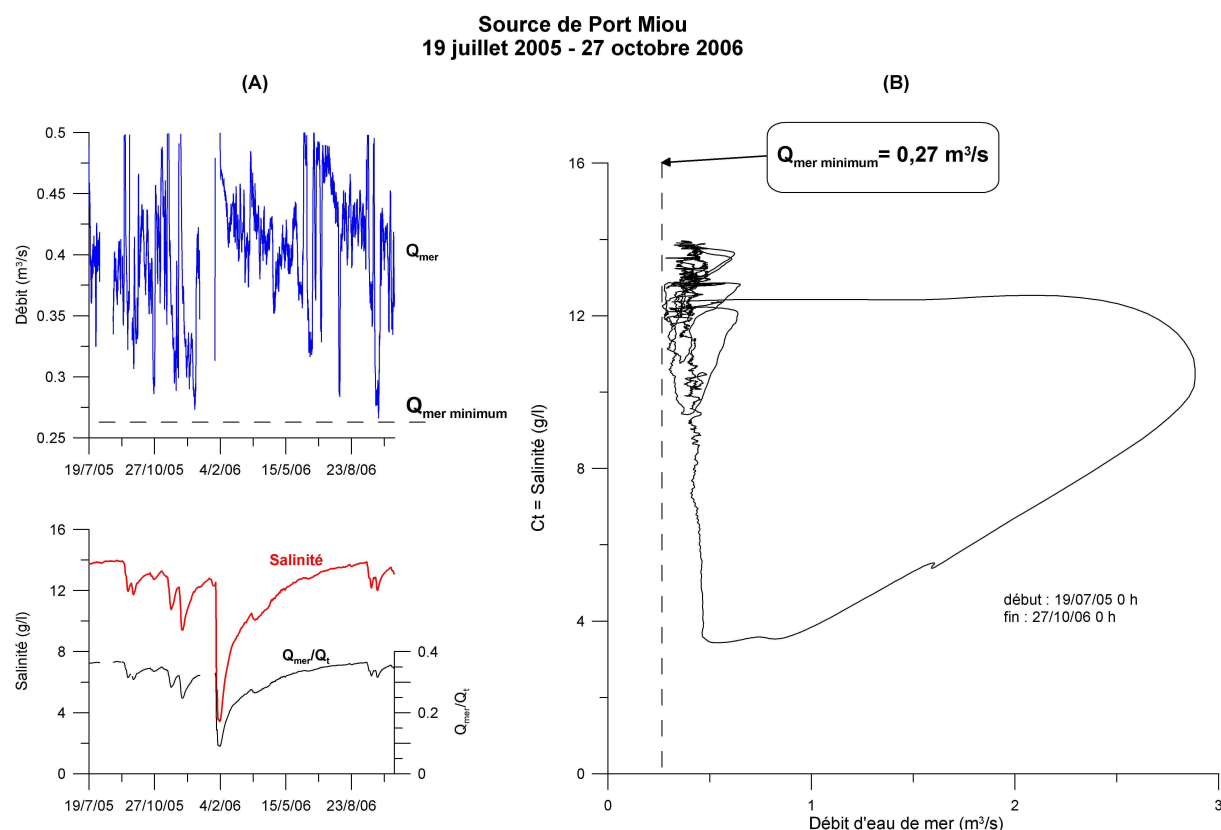 Source de Port Miou
19 juillet 2005 - 27 octobre 2006
(A)
0.5
0.45
0.4
0.35
0.3
0.25
Débit (m³/s)
Qmer
Qmer minimum
19/7/05 27/10/05 4/2/06 15/5/06 23/8/06
16
12
8
4
0
Salinité (g/l)
Salinité
Qmer/Qt
0.4
0.2
0
Qmer/Qt
19/7/05 27/10/05 4/2/06 15/5/06 23/8/06
(B)
Qmer minimum= 0,27 m³/s
16
12
8
4
0
Ct = Salinité (g/l)
début : 19/07/05 0 h
fin : 27/10/06 0 h
0 1 2 3
Débit d'eau de mer (m³/s)